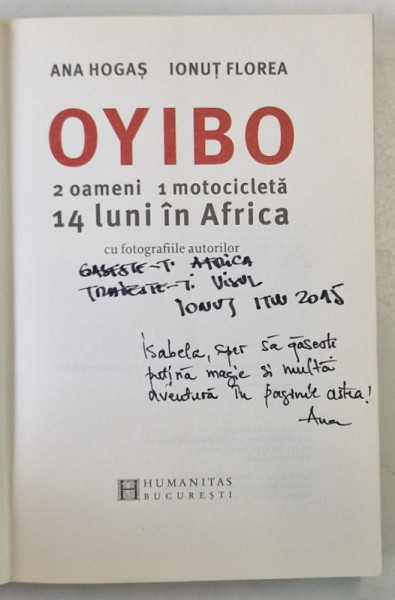 ANA HOGAȘ IONUȚ FLOREA
OYIBO
2 oameni 1 motocicletă
14 luni în Africa
cu fotografiile autorilor
GĂSEȘTE-ȚI AFRICA
TRĂIEȘTE-ȚI VISUL
IONUȚ ITW 2015
Isabela, sper să găsești
puțină magie și multă
aventură în paginile astea!
Ana
H HUMANITAS
BUCUREȘTI